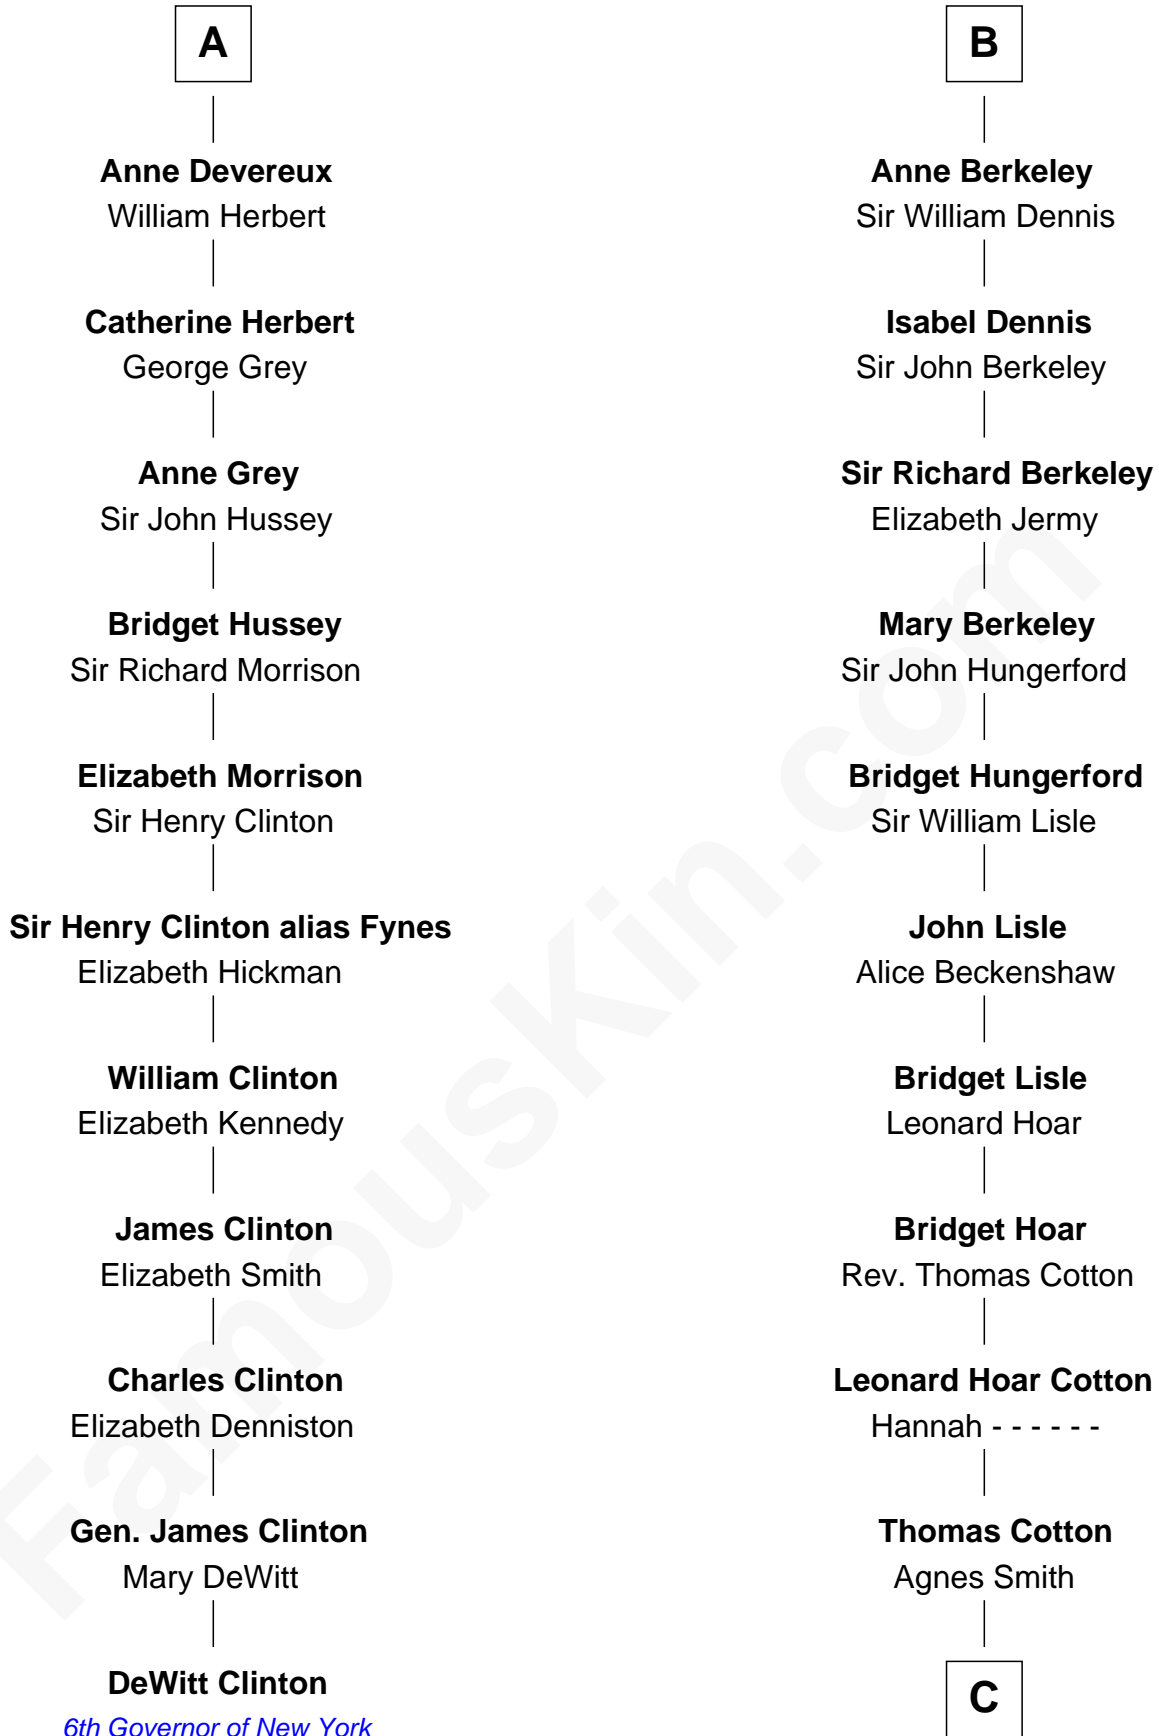 A
Anne Devereux
William Herbert
Catherine Herbert
George Grey
Anne Grey
Sir John Hussey
Bridget Hussey
Sir Richard Morrison
Elizabeth Morrison
Sir Henry Clinton
Sir Henry Clinton alias Fynes
Elizabeth Hickman
William Clinton
Elizabeth Kennedy
James Clinton
Elizabeth Smith
Charles Clinton
Elizabeth Denniston
Gen. James Clinton
Mary DeWitt
DeWitt Clinton
6th Governor of New York
B
Anne Berkeley
Sir William Dennis
Isabel Dennis
Sir John Berkeley
Sir Richard Berkeley
Elizabeth Jermy
Mary Berkeley
Sir John Hungerford
Bridget Hungerford
Sir William Lisle
John Lisle
Alice Beckenshaw
Bridget Lisle
Leonard Hoar
Bridget Hoar
Rev. Thomas Cotton
Leonard Hoar Cotton
Hannah - - - - - -
Thomas Cotton
Agnes Smith
C
FamousKin.com